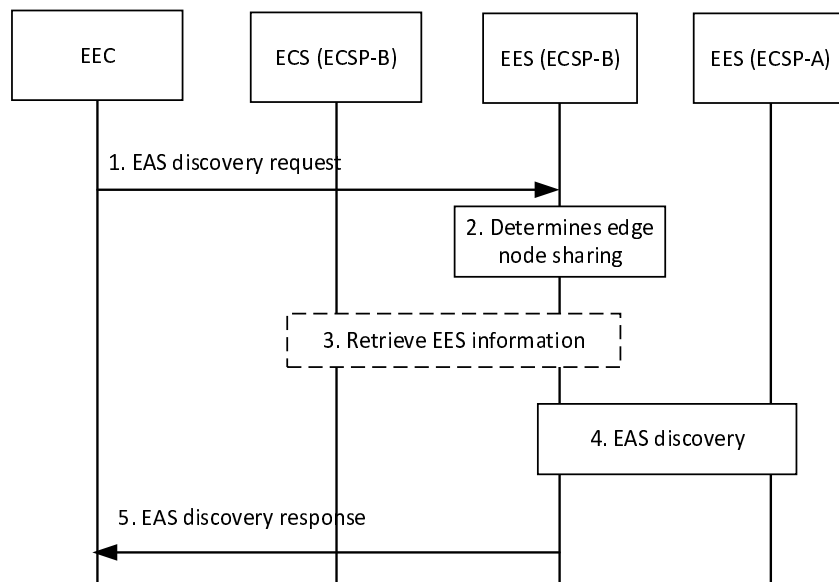 EEC
ECS (ECSP-B)
EES (ECSP-B)
EES (ECSP-A)
1. EAS discovery request
2. Determines edge
node sharing
3. Retrieve EES information
4. EAS discovery
5. EAS discovery response